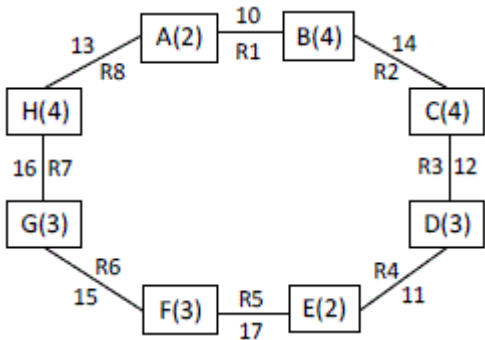 10
13 A(2) B(4) 14
R8 R1 R2
H(4) C(4)
16 R7 R3 12
G(3) D(3)
R6 R4
15 R5 11
F(3) E(2)
17